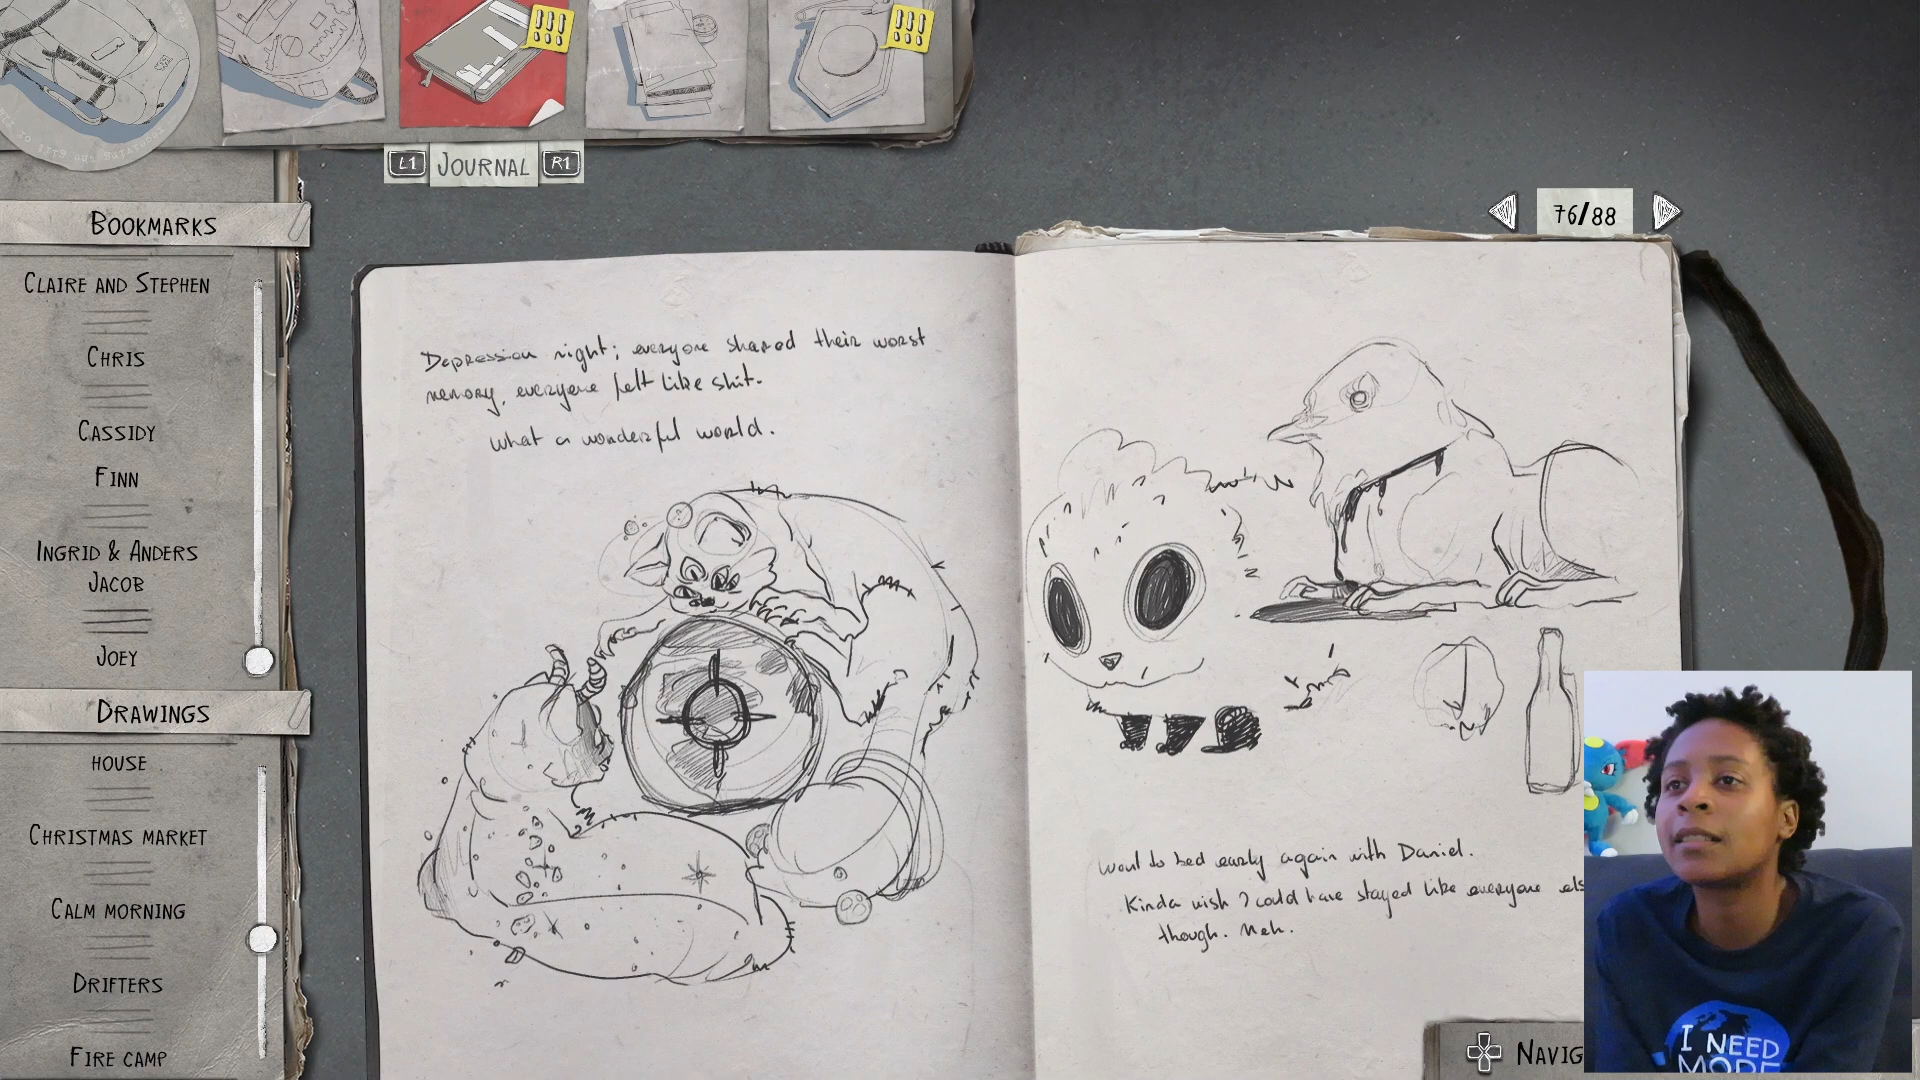 L1 JOURNAL R1
BOOKMARKS
CLAIRE AND STEPHEN
CHRIS
CASSIDY
FINN
INGRID & ANDERS
JACOB
JOEY
DRAWINGS
HOUSE
CHRISTMAS MARKET
CALM MORNING
DRIFTERS
FIRE CAMP
76/88
Depression night; everyone shared their worst
memory, everyone felt like shit.
What a wonderful world.
Went to bed early again with Daniel.
Kinda wish I could have stayed like everyone els
though. Meh.
NAVIG
I NEED
MORE